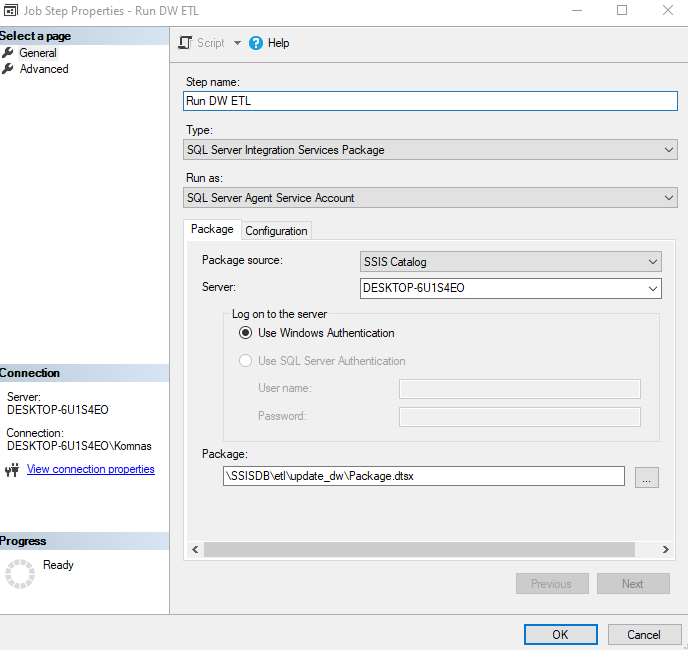 Job Step Properties - Run DW ETL
Select a page
General
Advanced
Script
Help
Step name:
Run DW ETL
Type:
SQL Server Integration Services Package
Run as:
SQL Server Agent Service Account
Package
Configuration
Package source:
SSIS Catalog
Server:
DESKTOP-6U1S4EO
Log on to the server
Use Windows Authentication
Use SQL Server Authentication
User name:
Password:
Package:
\SSISDB\etl\update_dw\Package.dtsx
...
Connection
Server:
DESKTOP-6U1S4EO
Connection:
DESKTOP-6U1S4EO\Komnas
View connection properties
Progress
Ready
Previous
Next
OK
Cancel